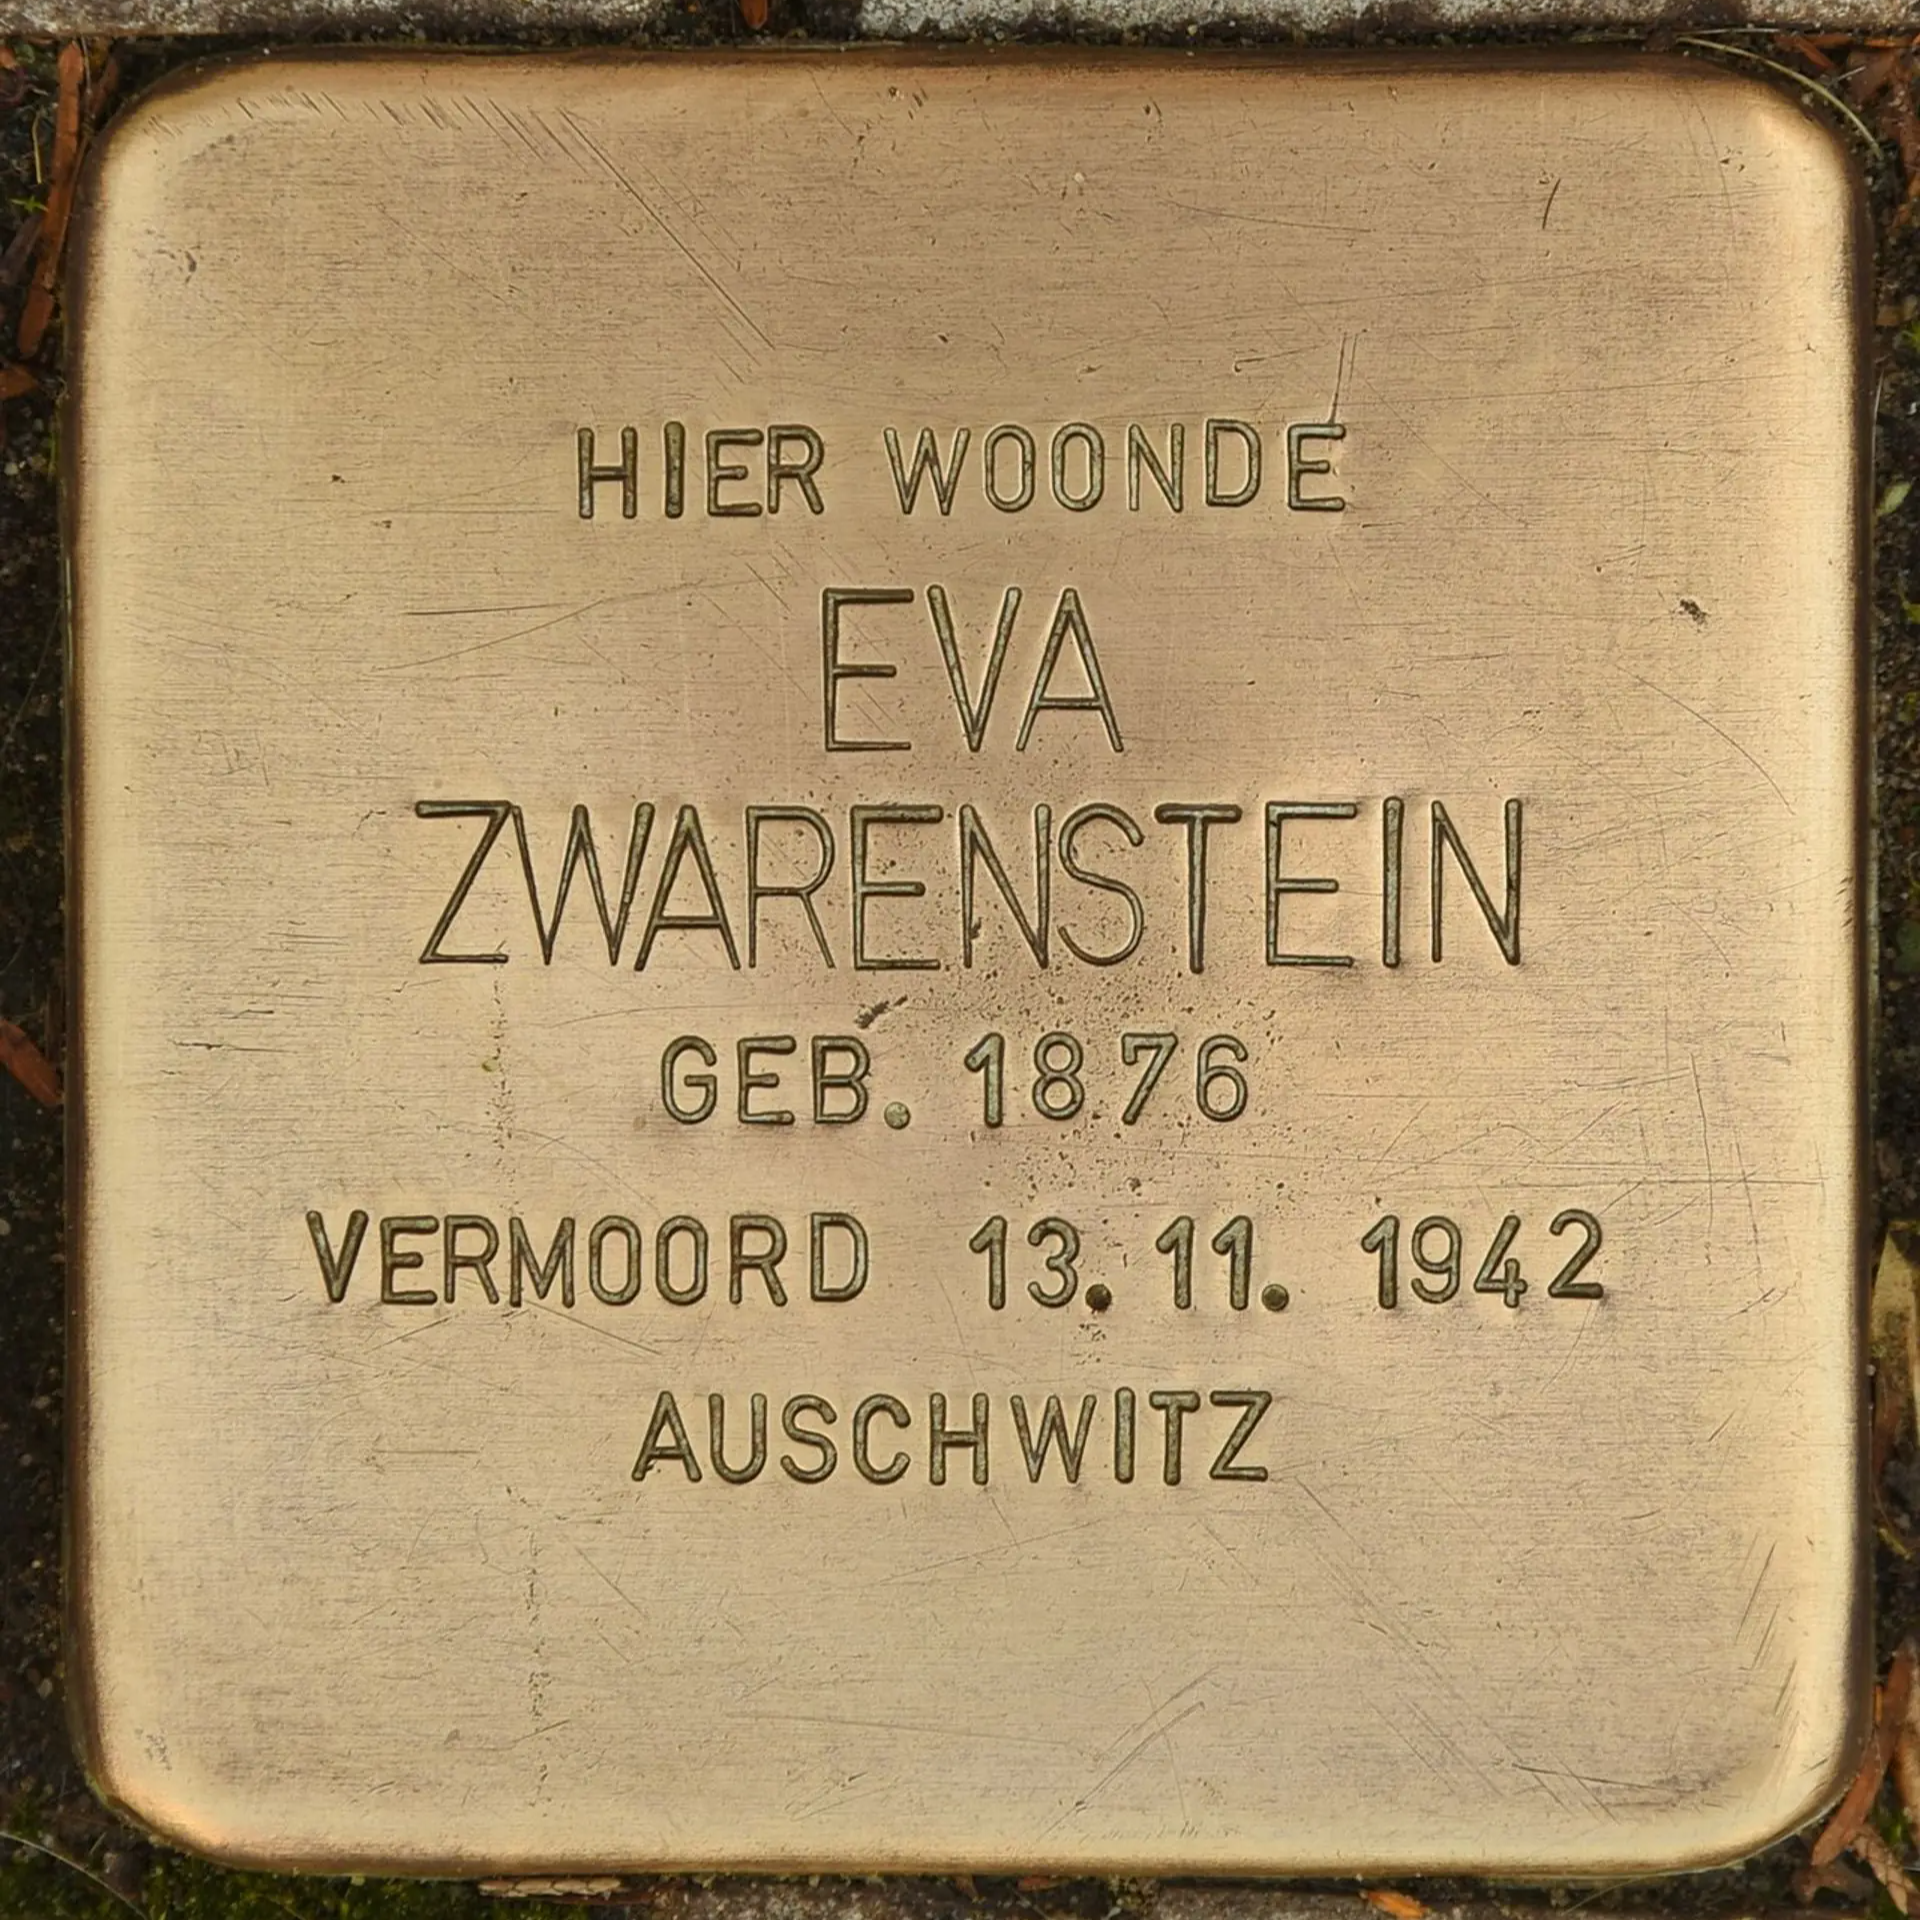 HIER WOONDE
EVA
ZWARENSTEIN
GEB. 1876
VERMOORD 13. 11. 1942
AUSCHWITZ